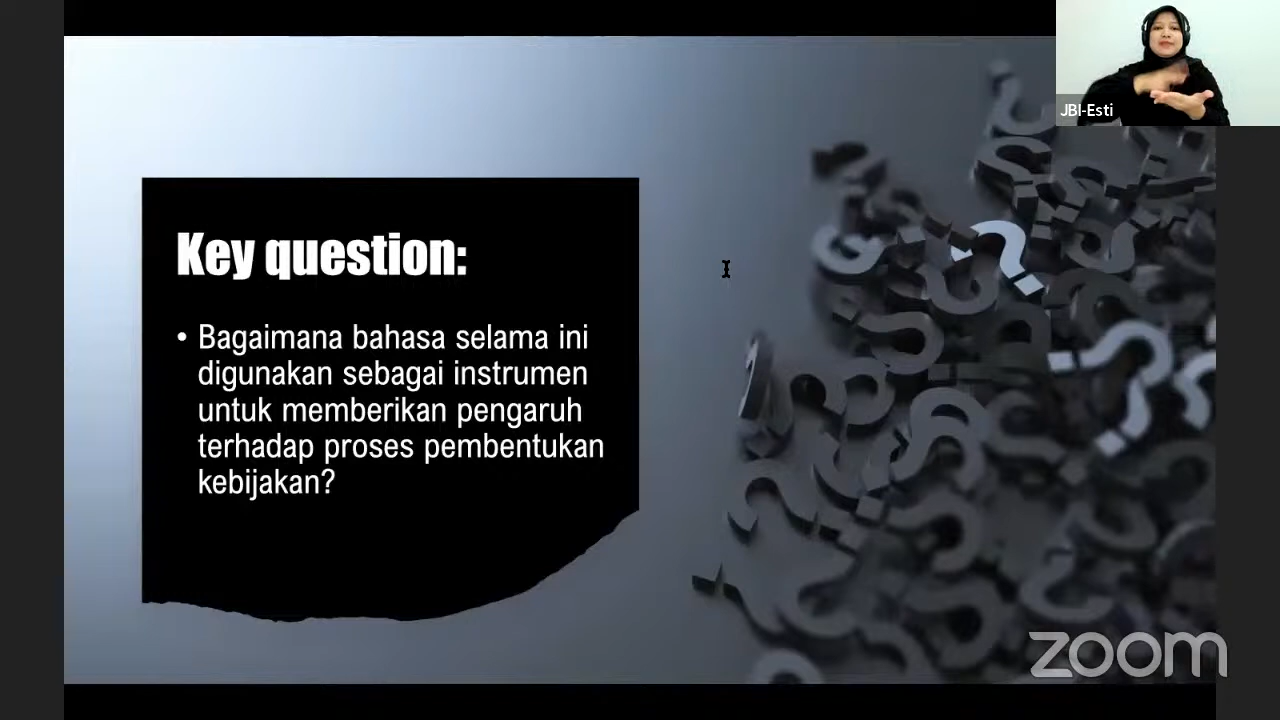 JBI-Esti
Key question:
• Bagaimana bahasa selama ini
digunakan sebagai instrumen
untuk memberikan pengaruh
terhadap proses pembentukan
kebijakan?
zoom